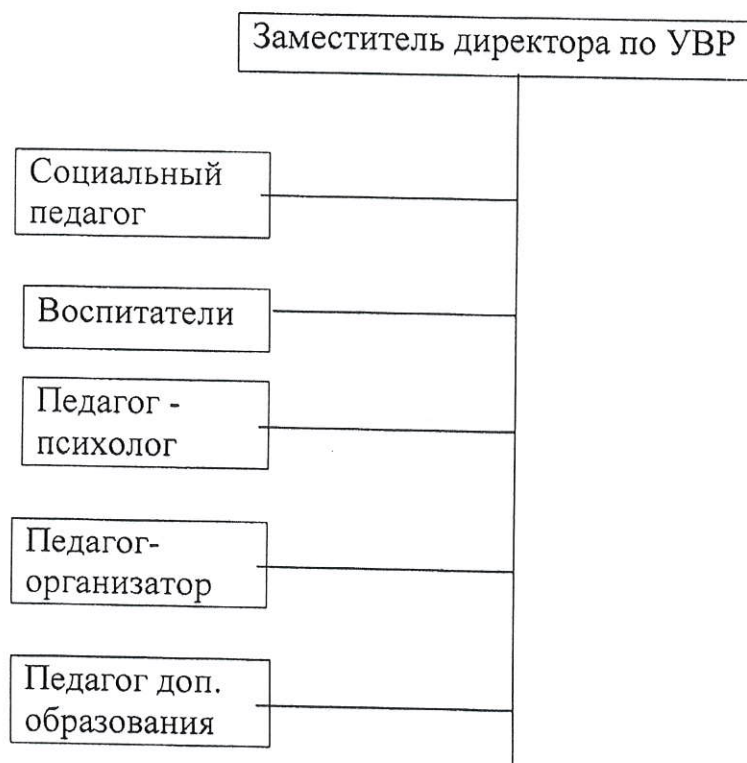 Заместитель директора по УВР
Социальный
педагог
Воспитатели
Педагог -
психолог
Педагог-
организатор
Педагог доп.
образования